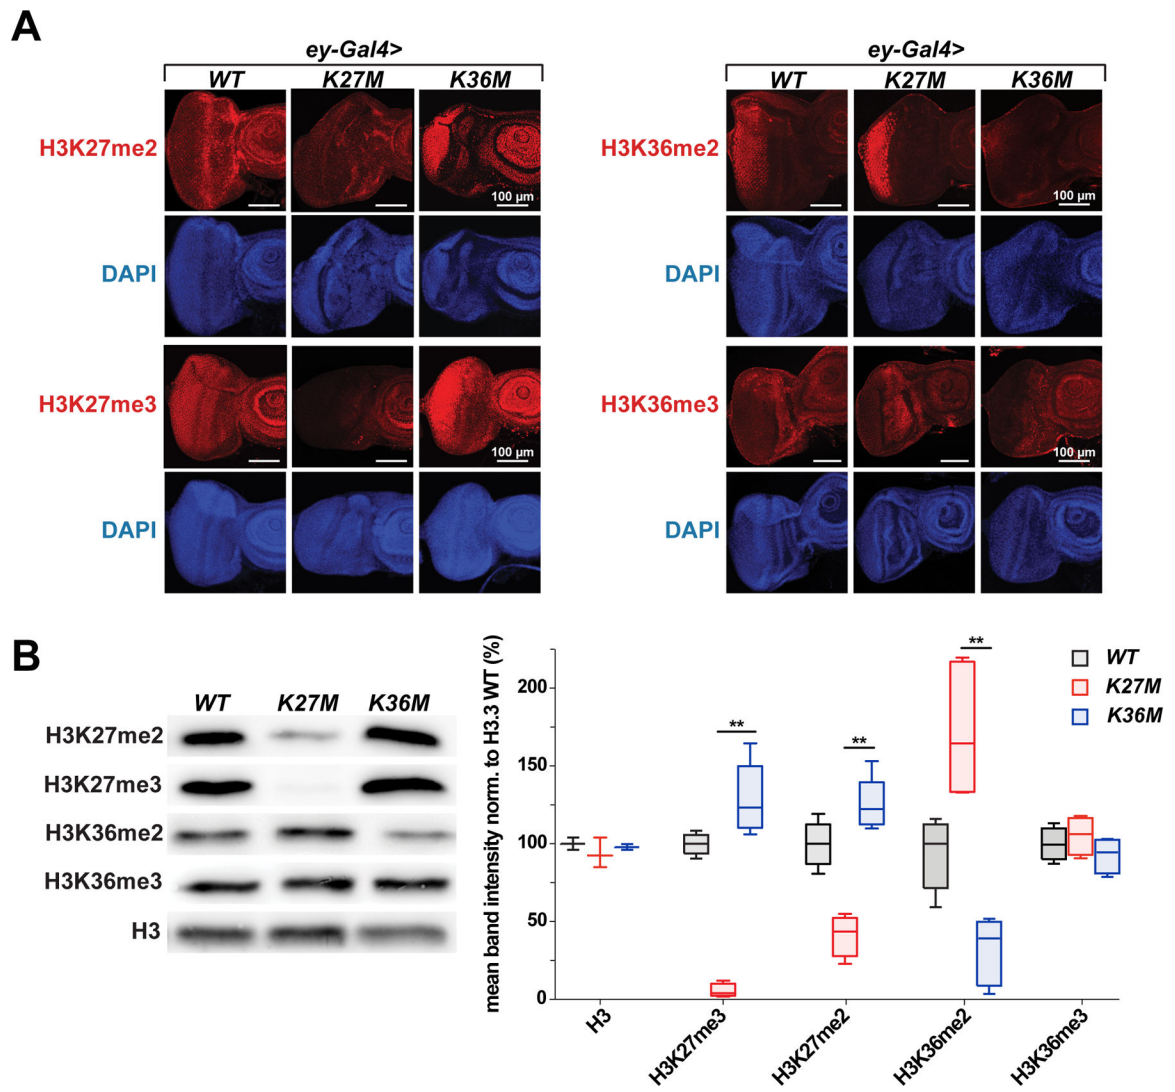 A
ey-Gal4>
WT K27M K36M
H3K27me2
100 µm
DAPI
H3K27me3
100 µm
DAPI
ey-Gal4>
WT K27M K36M
H3K36me2
100 µm
DAPI
H3K36me3
100 µm
DAPI
B
WT K27M K36M
H3K27me2
H3K27me3
H3K36me2
H3K36me3
H3
mean band intensity norm. to H3.3 WT (%)
200
150
100
50
0
**
**
**
WT
K27M
K36M
H3
H3K27me3
H3K27me2
H3K36me2
H3K36me3